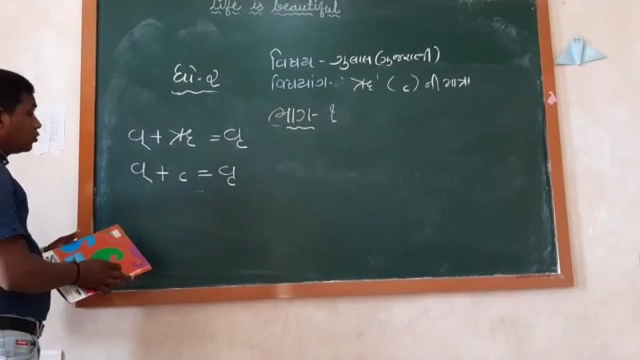 Life is beautiful
ધો-૨
વિષય - ગુલાલ (ગુજરાતી)
વિષયાંગ - 'ઋ' (ૃ) ની માત્રા
ભાગ - ૧
વ + ઋ = વૃ
વ + ૃ = વૃ